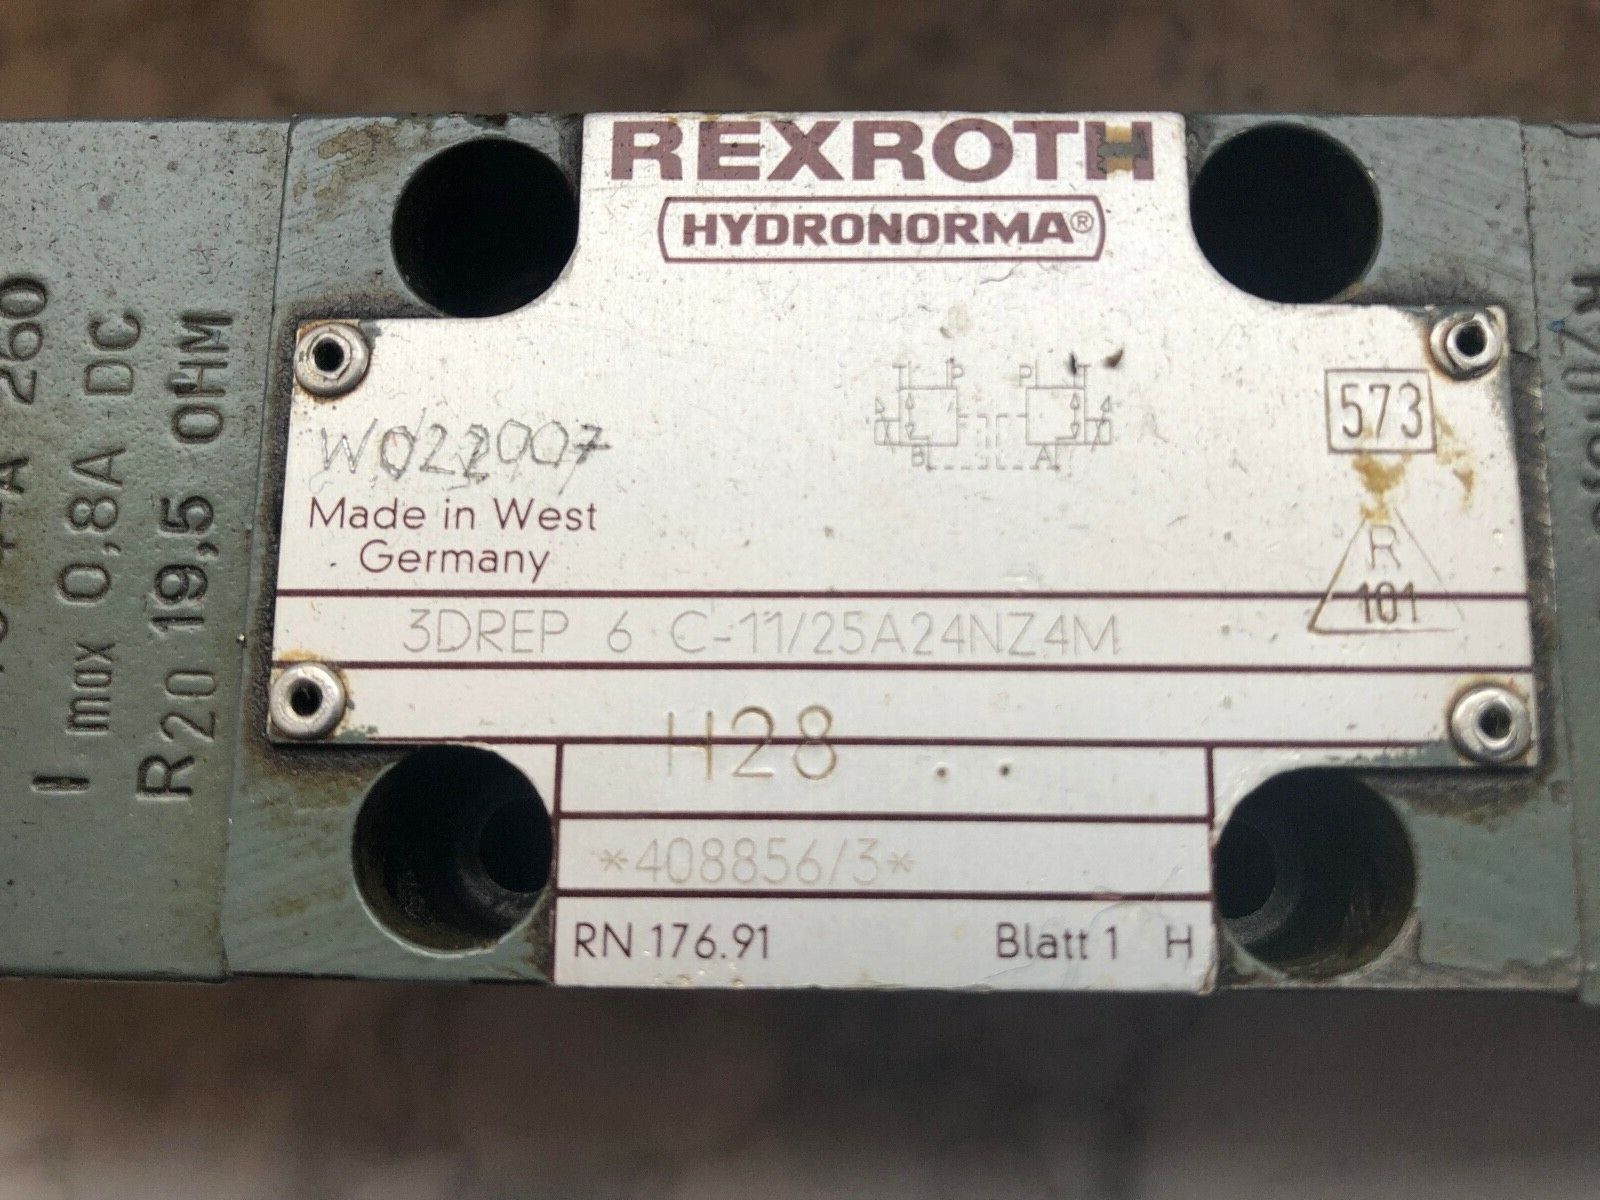 REXROTH
HYDRONORMA®
T P P T
B A
573
W022007
Made in West
Germany
R
101
3DREP 6 C-11/25A24NZ4M
H28 . .
*408856/3*
RN 176.91 Blatt 1 H
A 260
I max 0,8A DC
R20 19,5 OHM